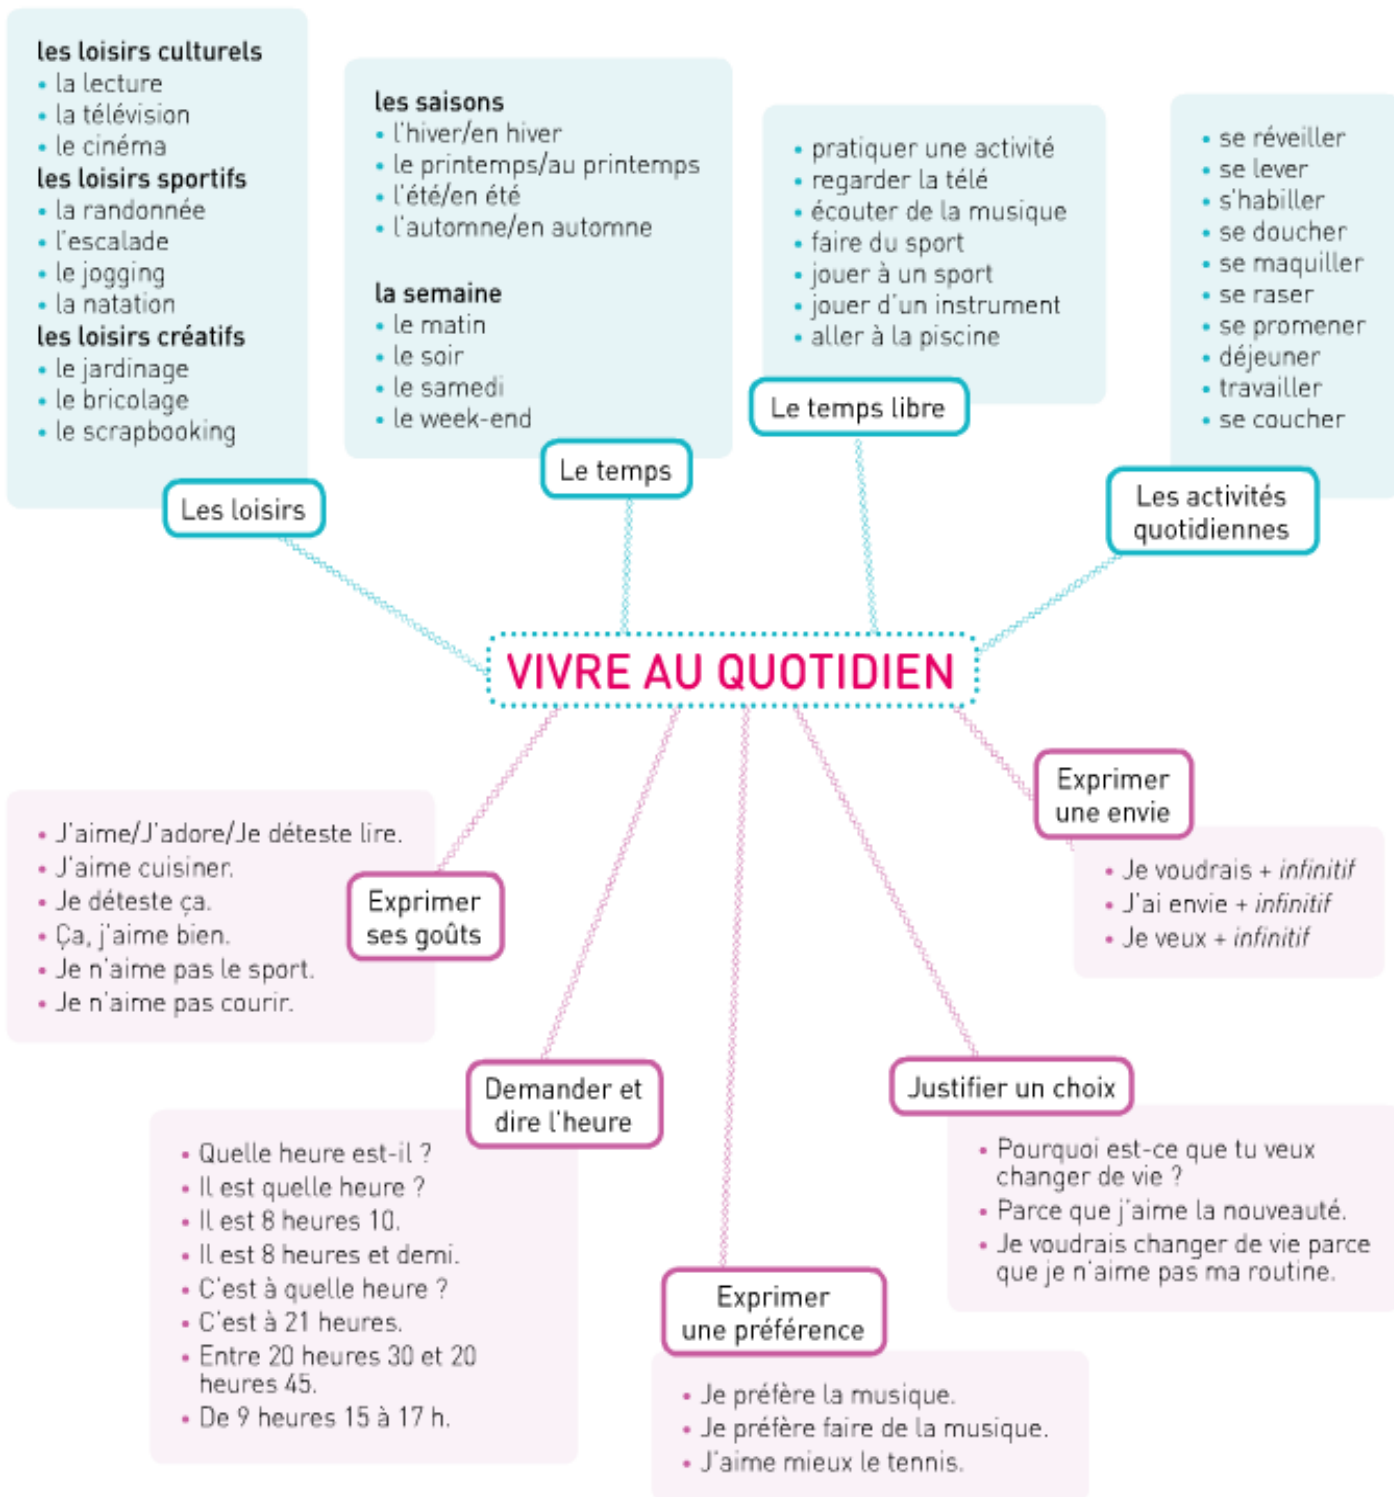 les loisirs culturels
• la lecture
• la télévision
• le cinéma
les loisirs sportifs
• la randonnée
• l'escalade
• le jogging
• la natation
les loisirs créatifs
• le jardinage
• le bricolage
• le scrapbooking
Les loisirs
les saisons
• l'hiver/en hiver
• le printemps/au printemps
• l'été/en été
• l'automne/en automne
la semaine
• le matin
• le soir
• le samedi
• le week-end
Le temps
• pratiquer une activité
• regarder la télé
• écouter de la musique
• faire du sport
• jouer à un sport
• jouer d'un instrument
• aller à la piscine
Le temps libre
• se réveiller
• se lever
• s'habiller
• se doucher
• se maquiller
• se raser
• se promener
• déjeuner
• travailler
• se coucher
Les activités
quotidiennes
VIVRE AU QUOTIDIEN
• J'aime/J'adore/Je déteste lire.
• J'aime cuisiner.
• Je déteste ça.
• Ça, j'aime bien.
• Je n'aime pas le sport.
• Je n'aime pas courir.
Exprimer
ses goûts
Demander et
dire l'heure
• Quelle heure est-il ?
• Il est quelle heure ?
• Il est 8 heures 10.
• Il est 8 heures et demi.
• C'est à quelle heure ?
• C'est à 21 heures.
• Entre 20 heures 30 et 20
heures 45.
• De 9 heures 15 à 17 h.
Exprimer
une préférence
• Je préfère la musique.
• Je préfère faire de la musique.
• J'aime mieux le tennis.
Justifier un choix
• Pourquoi est-ce que tu veux
changer de vie ?
• Parce que j'aime la nouveauté.
• Je voudrais changer de vie parce
que je n'aime pas ma routine.
Exprimer
une envie
• Je voudrais + infinitif
• J'ai envie + infinitif
• Je veux + infinitif